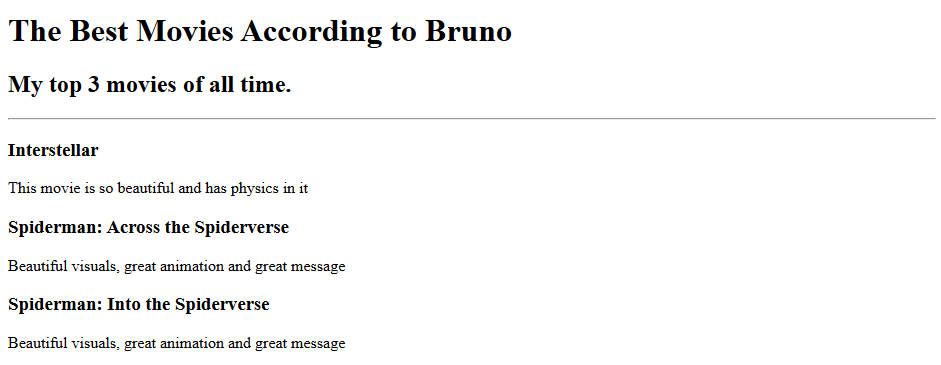 The Best Movies According to Bruno
My top 3 movies of all time.
Interstellar
This movie is so beautiful and has physics in it
Spiderman: Across the Spiderverse
Beautiful visuals, great animation and great message
Spiderman: Into the Spiderverse
Beautiful visuals, great animation and great message